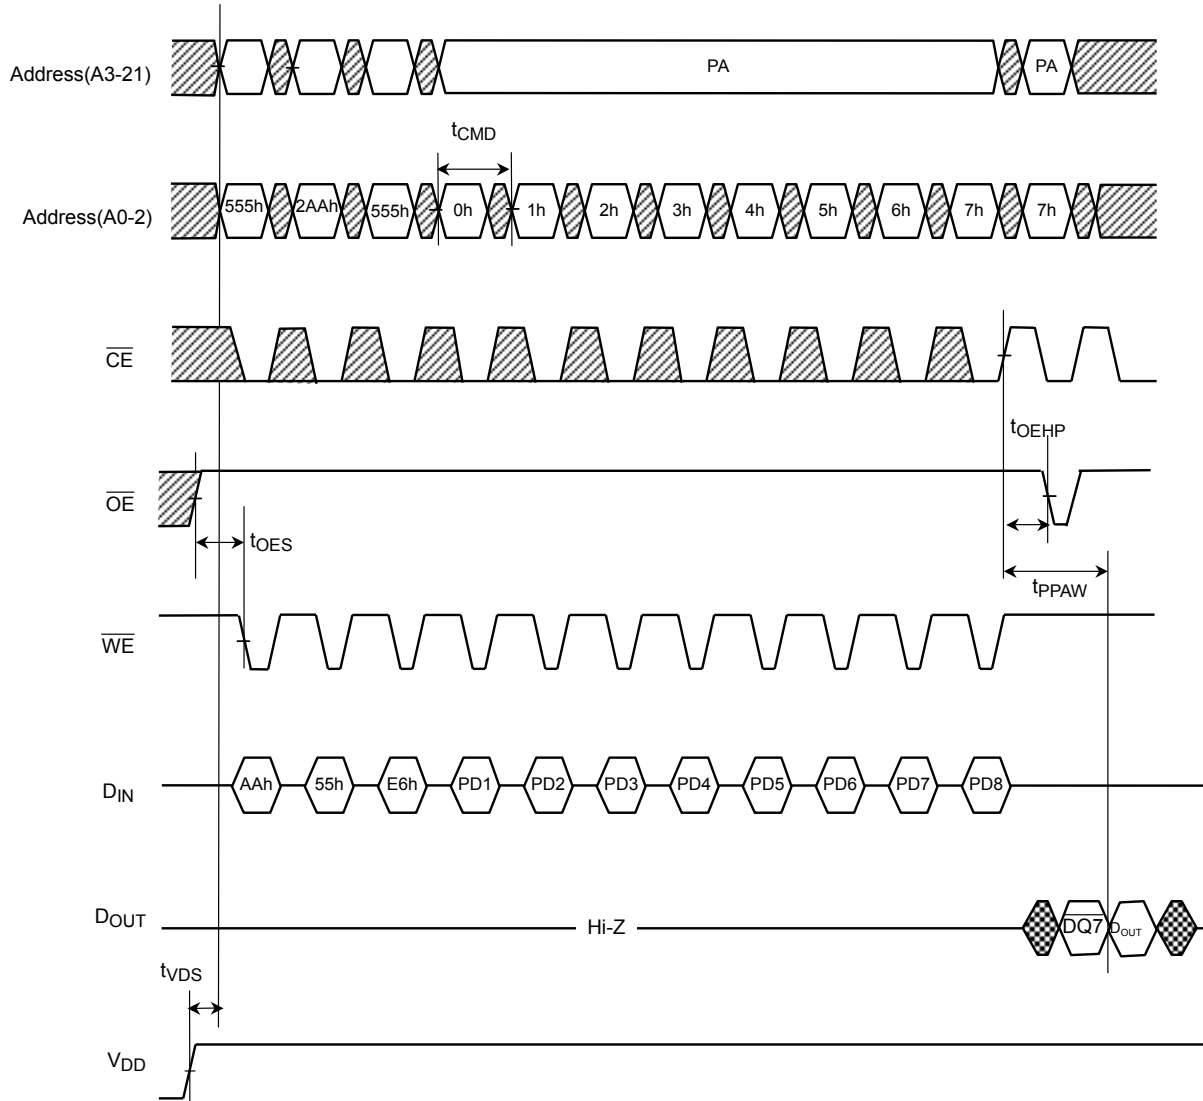 Address(A3-21)
PA
PA
tCMD
Address(A0-2)
555h 2AAh 555h 0h 1h 2h 3h 4h 5h 6h 7h 7h
CE
tOEHP
OE
tOES
tPPAW
WE
DIN
AAh 55h E6h PD1 PD2 PD3 PD4 PD5 PD6 PD7 PD8
DOUT
Hi-Z
DQ7 DOUT
tVDS
VDD